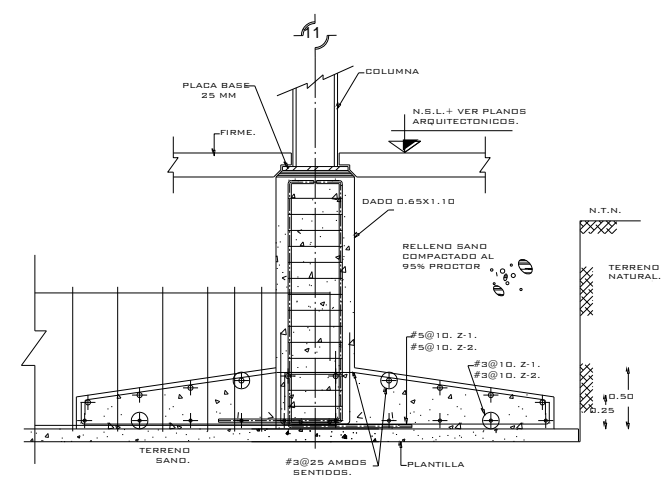 11
COLUMNA
PLACA BASE
25 MM
N.S.L.+ VER PLANOS
ARQUITECTONICOS.
FIRME.
DADO 0.65X1.10
N.T.N.
RELLENO SANO
COMPACTADO AL
95% PROCTOR
TERRENO
NATURAL.
#5@10. Z-1.
#5@10. Z-2.
#3@10. Z-1.
#3@10. Z-2.
0.50
0.25
TERRENO
SANO.
#3@25 AMBOS
SENTIDOS.
PLANTILLA